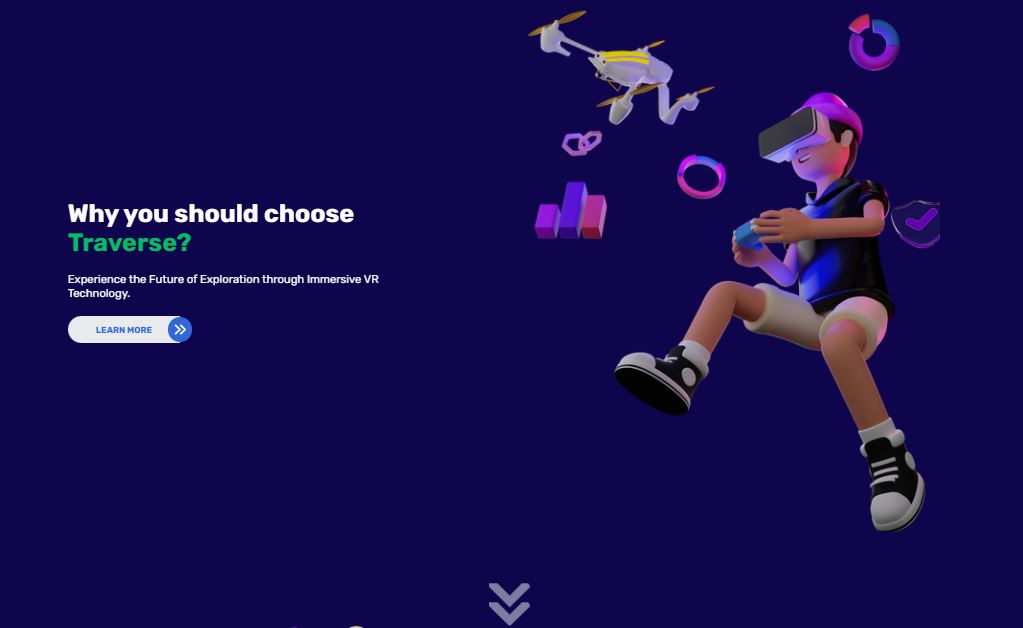 Why you should choose
Traverse?
Experience the Future of Exploration through Immersive VR
Technology.
LEARN MORE